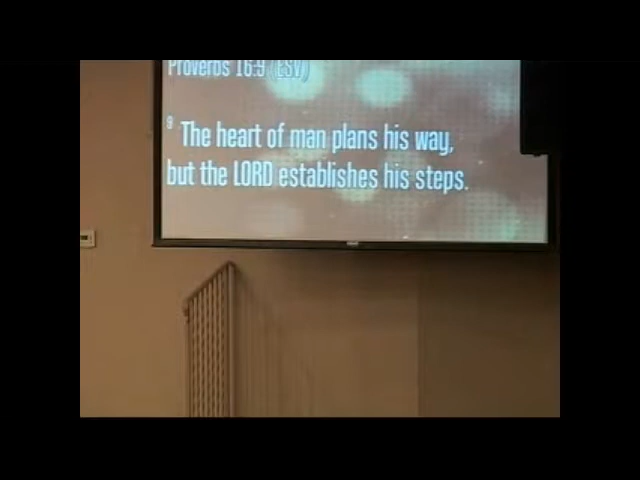 Proverbs 16:9 (ESV)
9 The heart of man plans his way,
but the LORD establishes his steps.